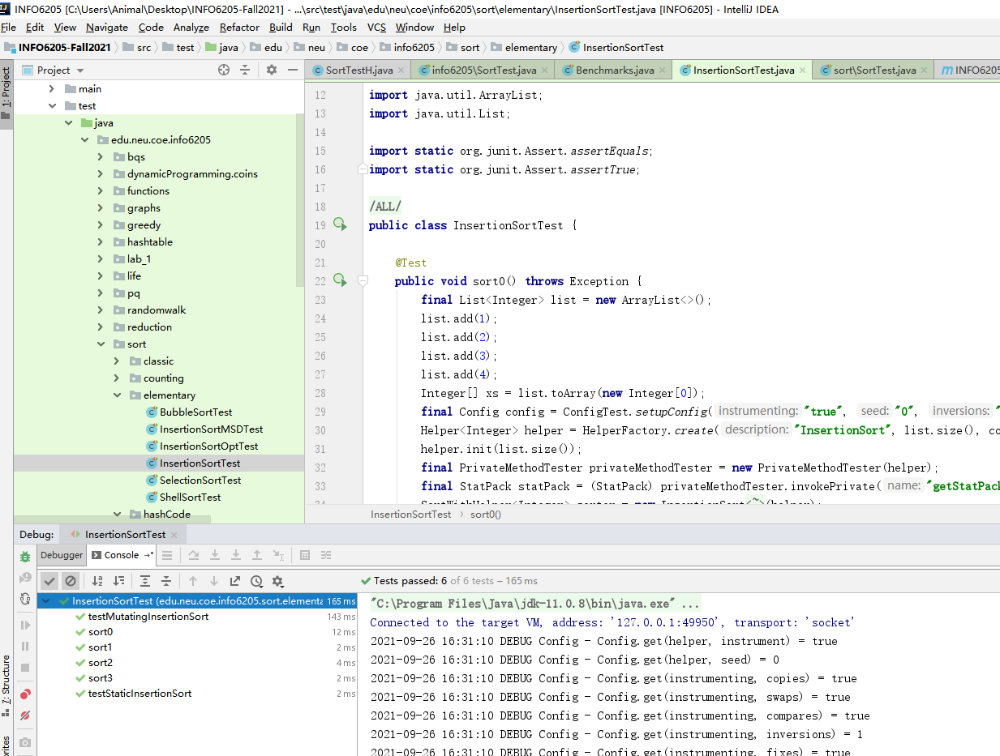 INFO6205 [C:\Users\Animal\Desktop\INFO6205-Fall2021] - ...\src\test\java\edu\neu\coe\info6205\sort\elementary\InsertionSortTest.java [INFO6205] - IntelliJ IDEA
File Edit View Navigate Code Analyze Refactor Build Run Tools VCS Window Help
INFO6205-Fall2021 src test java edu neu coe info6205 sort elementary InsertionSortTest
1: Project
Project
main
test
java
edu.neu.coe.info6205
bqs
dynamicProgramming.coins
functions
graphs
greedy
hashtable
lab_1
life
pq
randomwalk
reduction
sort
classic
counting
elementary
BubbleSortTest
InsertionSortMSDTest
InsertionSortOptTest
InsertionSortTest
SelectionSortTest
ShellSortTest
hashCode
SortTestH.java info6205\SortTest.java Benchmarks.java InsertionSortTest.java sort\SortTest.java INFO6205
12 import java.util.ArrayList;
13 import java.util.List;
14
15 import static org.junit.Assert.assertEquals;
16 import static org.junit.Assert.assertTrue;
17
18 /ALL/
19 public class InsertionSortTest {
20
21 @Test
22 public void sort0() throws Exception {
23 final List<Integer> list = new ArrayList<>();
24 list.add(1);
25 list.add(2);
26 list.add(3);
27 list.add(4);
28 Integer[] xs = list.toArray(new Integer[0]);
29 final Config config = ConfigTest.setupConfig( instrumenting: "true", seed: "0", inversions: "
30 Helper<Integer> helper = HelperFactory.create( description: "InsertionSort", list.size(), co
31 helper.init(list.size());
32 final PrivateMethodTester privateMethodTester = new PrivateMethodTester(helper);
33 final StatPack statPack = (StatPack) privateMethodTester.invokePrivate( name: "getStatPack
34 SortWithHelper<Integer> sorter = new InsertionSort<~>(helper);
InsertionSortTest sort0()
Debug: InsertionSortTest
Debugger Console
Tests passed: 6 of 6 tests – 165 ms
InsertionSortTest (edu.neu.coe.info6205.sort.elementa 165 ms
testMutatingInsertionSort 143 ms
sort0 12 ms
sort1 2 ms
sort2 4 ms
sort3 2 ms
testStaticInsertionSort 2 ms
"C:\Program Files\Java\jdk-11.0.8\bin\java.exe" ...
Connected to the target VM, address: '127.0.0.1:49950', transport: 'socket'
2021-09-26 16:31:10 DEBUG Config - Config.get(helper, instrument) = true
2021-09-26 16:31:10 DEBUG Config - Config.get(helper, seed) = 0
2021-09-26 16:31:10 DEBUG Config - Config.get(instrumenting, copies) = true
2021-09-26 16:31:10 DEBUG Config - Config.get(instrumenting, swaps) = true
2021-09-26 16:31:10 DEBUG Config - Config.get(instrumenting, compares) = true
2021-09-26 16:31:10 DEBUG Config - Config.get(instrumenting, inversions) = 1
2021-09-26 16:31:10 DEBUG Config - Config.get(instrumenting, fixes) = true
7: Structure